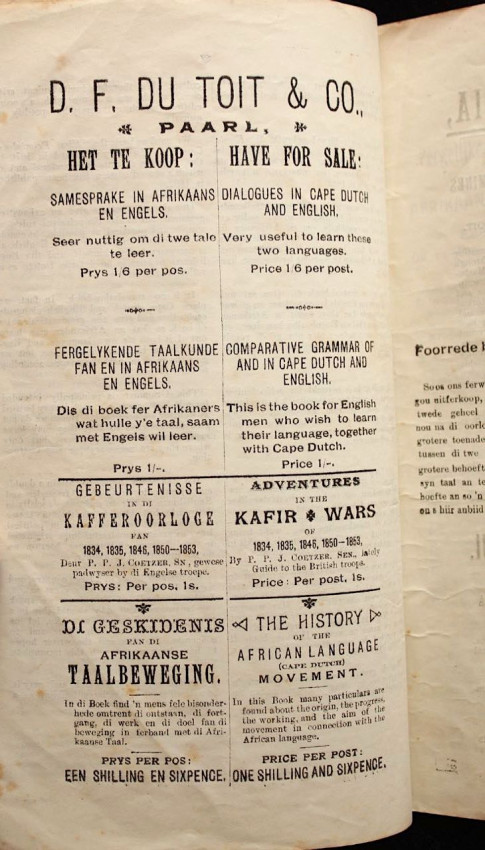 D. F. DU TOIT & CO.,
PAARL,
HET TE KOOP:
SAMESPRAKE IN AFRIKAANS
EN ENGELS.
Seer nuttig om di twe tale
te leer.
Prys 1/6 per pos.
FERGELYKENDE TAALKUNDE
FAN EN IN AFRIKAANS
EN ENGELS.
Dis di boek fer Afrikaners
wat hulle y'e taal, saam
met Engels wil leer.
Prys 1/-.
GEBEURTENISSE
IN DI
KAFFEROORLOGE
FAN
1834, 1835, 1846, 1850—1853,
Deur P. P. J. COETZER, SN, gewese
padwyser by di Engelse troepe.
PRYS: Per pos, 1s.
DI GESKIDENIS
FAN DI
AFRIKAANSE
TAALBEWEGING.
In di Boek find 'n mens fele bisonder-
hede omtrent di ontstaan, di fort-
gang, di werk en di doel fan di
beweging in ferband met di Afri-
kaanse Taal.
PRYS PER POS:
EEN SHILLING EN SIXPENCE.
HAVE FOR SALE:
DIALOGUES IN CAPE DUTCH
AND ENGLISH,
Very useful to learn these
two languages.
Price 1 6 per post.
COMPARATIVE GRAMMAR OF
AND IN CAPE DUTCH AND
ENGLISH.
This is the book for English
men who wish to learn
their language, together
with Cape Dutch.
Price 1/-.
ADVENTURES
IN THE
KAFIR WARS
OF
1834, 1835, 1846, 1850—1853,
By P. P. J. COETZER, SEN., lately
Guide to the British troops.
Price: Per post, 1s.
THE HISTORY
OF THE
AFRICAN LANGUAGE
(CAPE DUTCH)
MOVEMENT.
In this Book many particulars are
found about the origin, the progress,
the working, and the aim of the
movement in connection with the
African language.
PRICE PER POST:
ONE SHILLING AND SIXPENCE.
Foorrede
ons ferw
gou uitferkoop,
twede geheel
nou na di oorl
grotere toenade
tussen di twe
grotere behoeft
syn taal an le
hoefte an so 'n
ons hiir anbiid